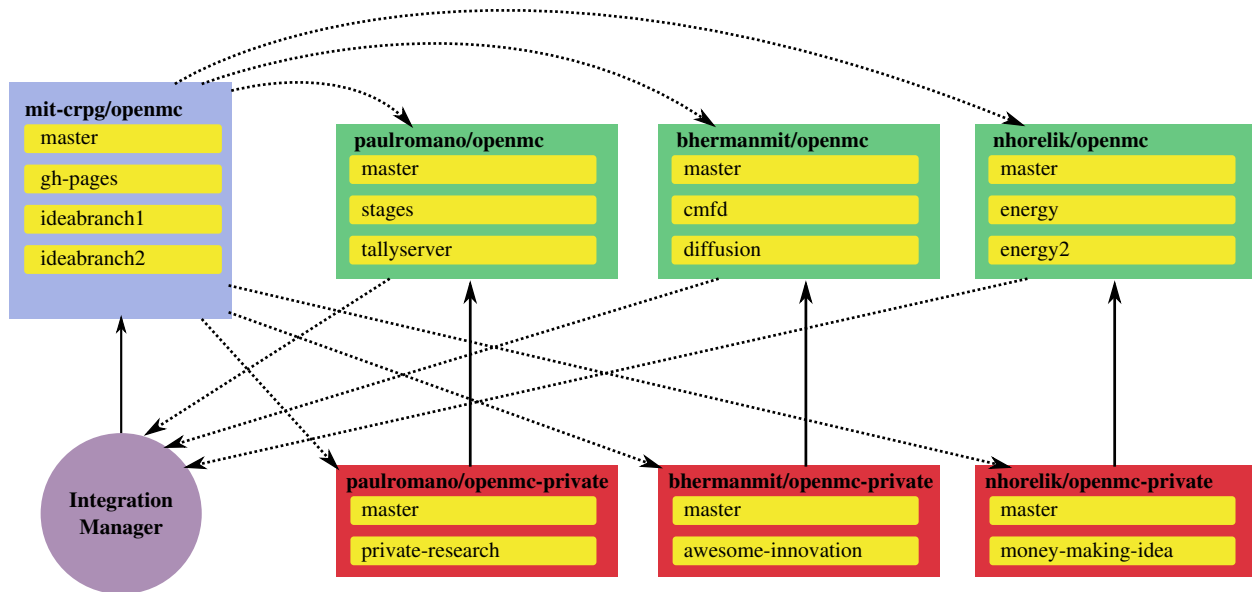 mit-crpg/openmc
master
gh-pages
ideabranch1
ideabranch2
paulromano/openmc
master
stages
tallyserver
bhermanmit/openmc
master
cmfd
diffusion
nhorelik/openmc
master
energy
energy2
Integration
Manager
paulromano/openmc-private
master
private-research
bhermanmit/openmc-private
master
awesome-innovation
nhorelik/openmc-private
master
money-making-idea